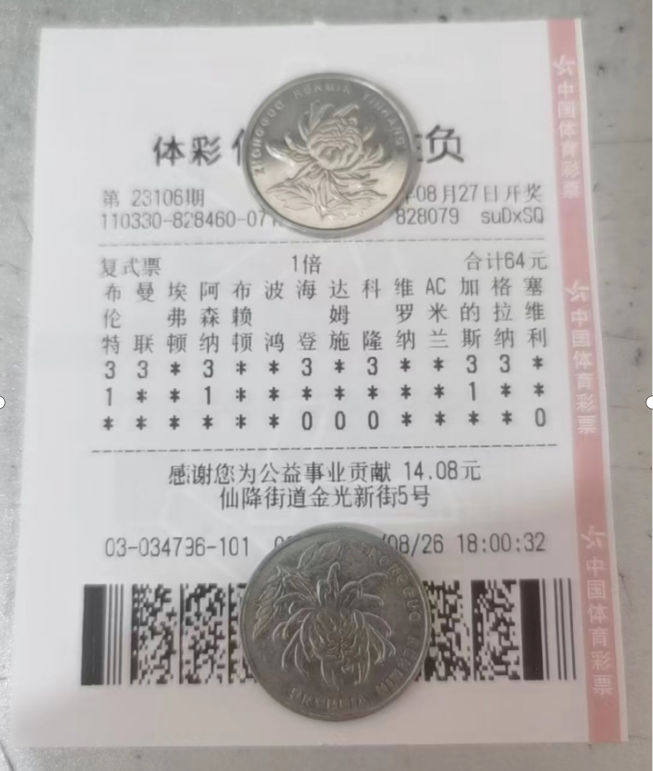 体彩 负
第 23106期 08月27日开奖
110330-828460-07 828079 suDxSQ
复式票 1倍 合计64元
布 曼 埃 阿 布 波 海 达 科 维 AC 加 格 塞
伦 弗 森 赖 姆 罗 米 的 拉 维
特 联 顿 纳 顿 鸿 登 施 隆 纳 兰 斯 纳 利
3 3 * 3 * * 3 * 3 * * 3 3 *
1 * * 1 * * * * * * * 1 * *
* * * * * * 0 0 0 * * * * 0
感谢您为公益事业贡献 14.08元
仙降街道金光新街5号
03-034796-101 /08/26 18:00:32
中国体育彩票
中国体育彩票
中国体育彩票
ZHONGGUO RENMIN YINHANG
ZHONGGUO RENMIN YINHANG